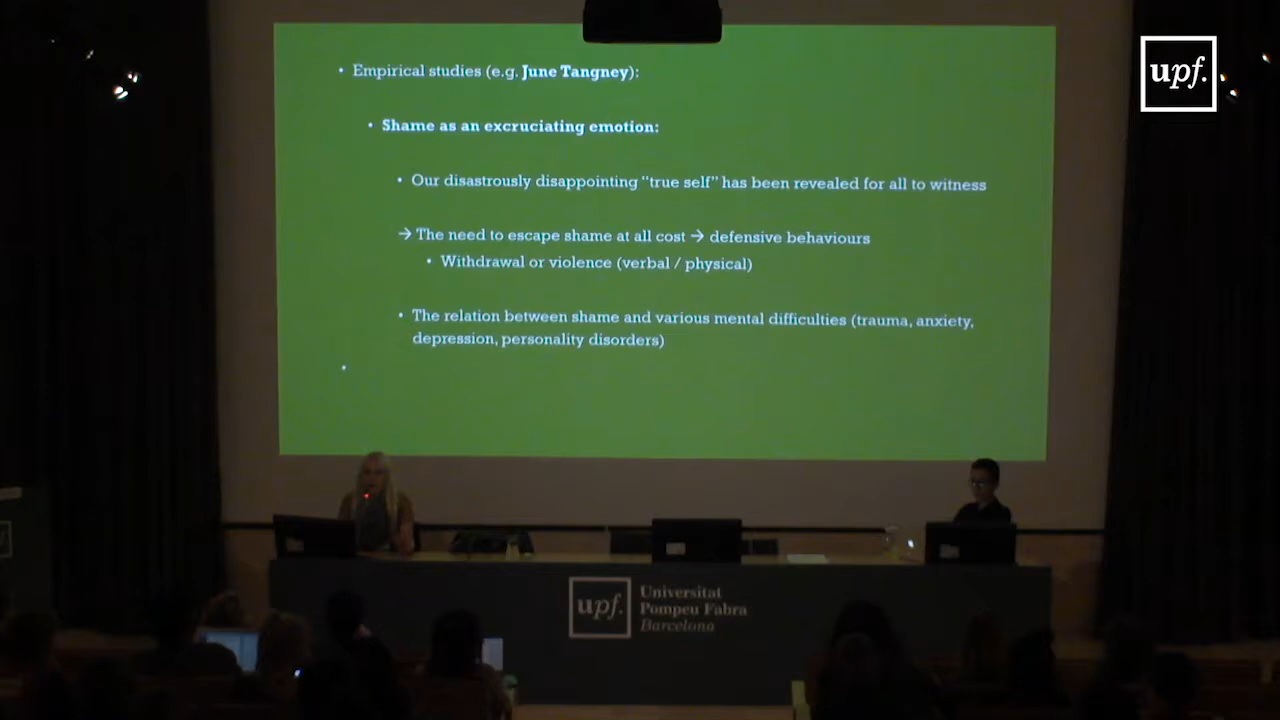 • Empirical studies (e.g. June Tangney):
• Shame as an excruciating emotion:
• Our disastrously disappointing "true self" has been revealed for all to witness
→ The need to escape shame at all cost → defensive behaviours
• Withdrawal or violence (verbal / physical)
• The relation between shame and various mental difficulties (trauma, anxiety,
depression, personality disorders)
•
upf.
upf.
Universitat
Pompeu Fabra
Barcelona